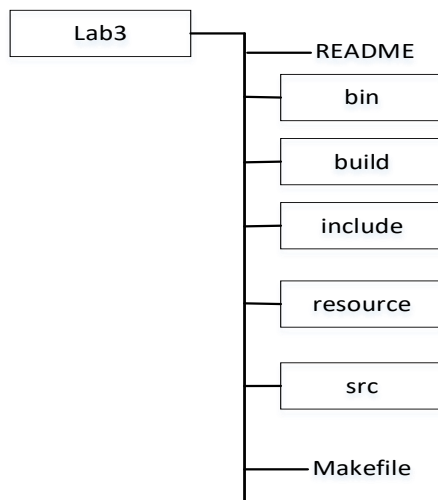 Lab3
README
bin
build
include
resource
src
Makefile